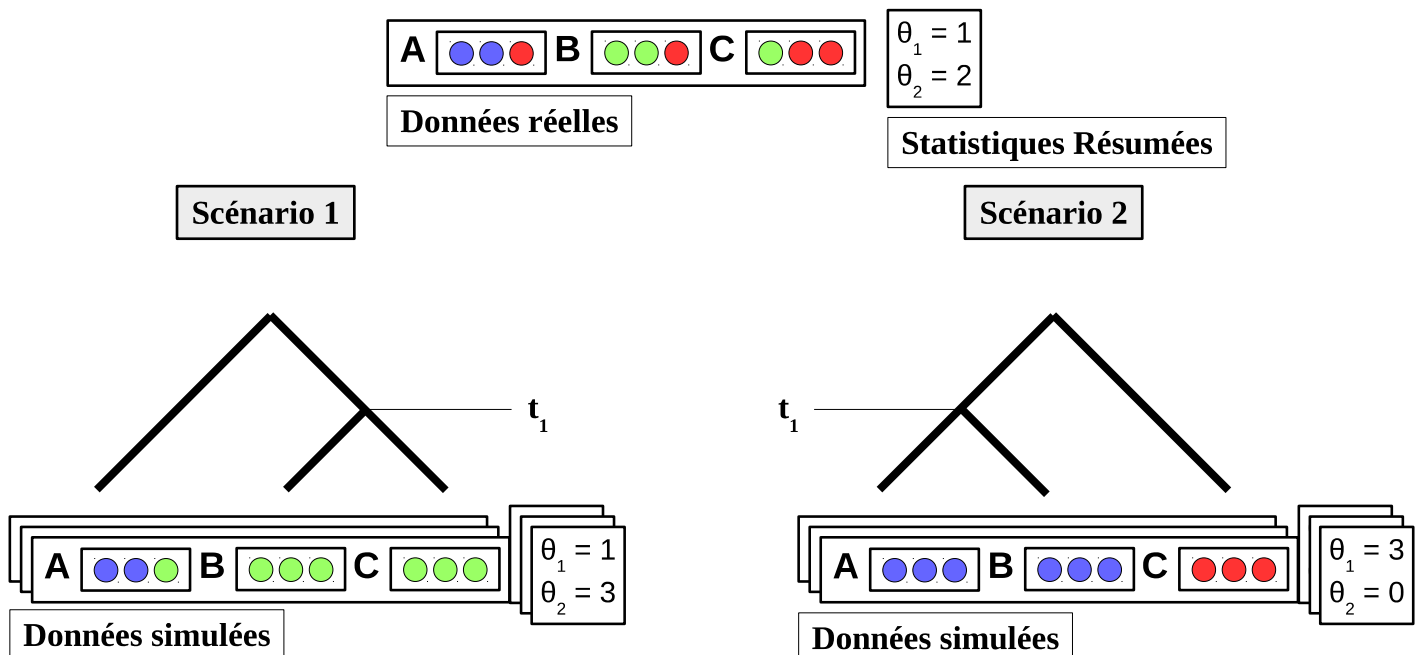 A B C
θ1 = 1
θ2 = 2
Données réelles
Statistiques Résumées
Scénario 1
Scénario 2
t1
t1
A B C
θ1 = 1
θ2 = 3
Données simulées
A B C
θ1 = 3
θ2 = 0
Données simulées